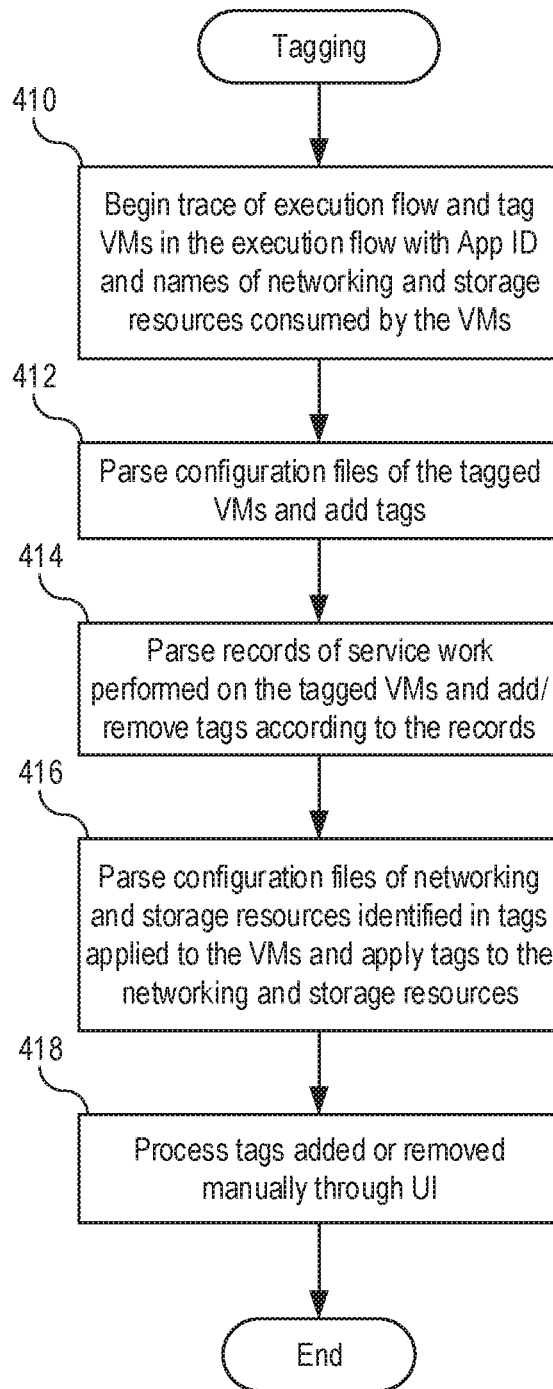 Tagging
410
Begin trace of execution flow and tag
VMs in the execution flow with App ID
and names of networking and storage
resources consumed by the VMs
412
Parse configuration files of the tagged
VMs and add tags
414
Parse records of service work
performed on the tagged VMs and add/
remove tags according to the records
416
Parse configuration files of networking
and storage resources identified in tags
applied to the VMs and apply tags to the
networking and storage resources
418
Process tags added or removed
manually through UI
End